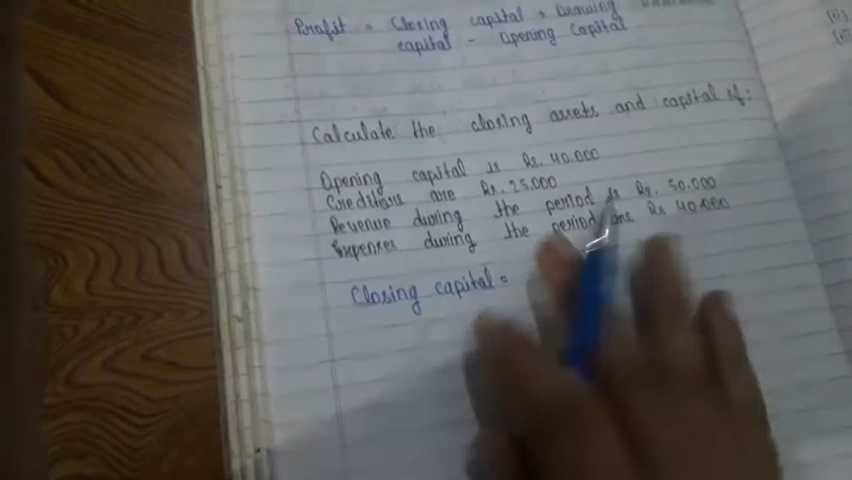 Profit = Closing capital + Drawing
capital - Opening Capital
(ii)
Calculate the closing assets and capital if:
Opening capital is Rs. 40.000
Creditors are Rs. 25.000
Revenue during the period is Rs. 50.000
Expenses during the period are Rs 40.000
Closing capital =